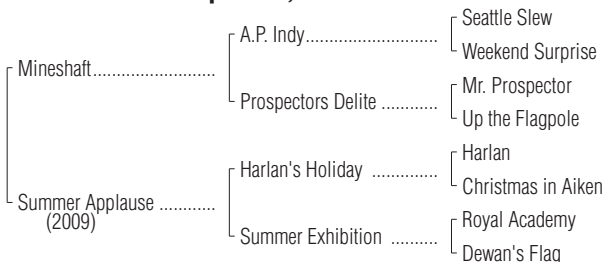 Seattle Slew
A.P. Indy..............................
Weekend Surprise
Mineshaft..........................
Mr. Prospector
Prospectors Delite ............
Up the Flagpole
Harlan
Harlan's Holiday ..............
Christmas in Aiken
Summer Applause ............
(2009)
Royal Academy
Summer Exhibition ..........
Dewan's Flag